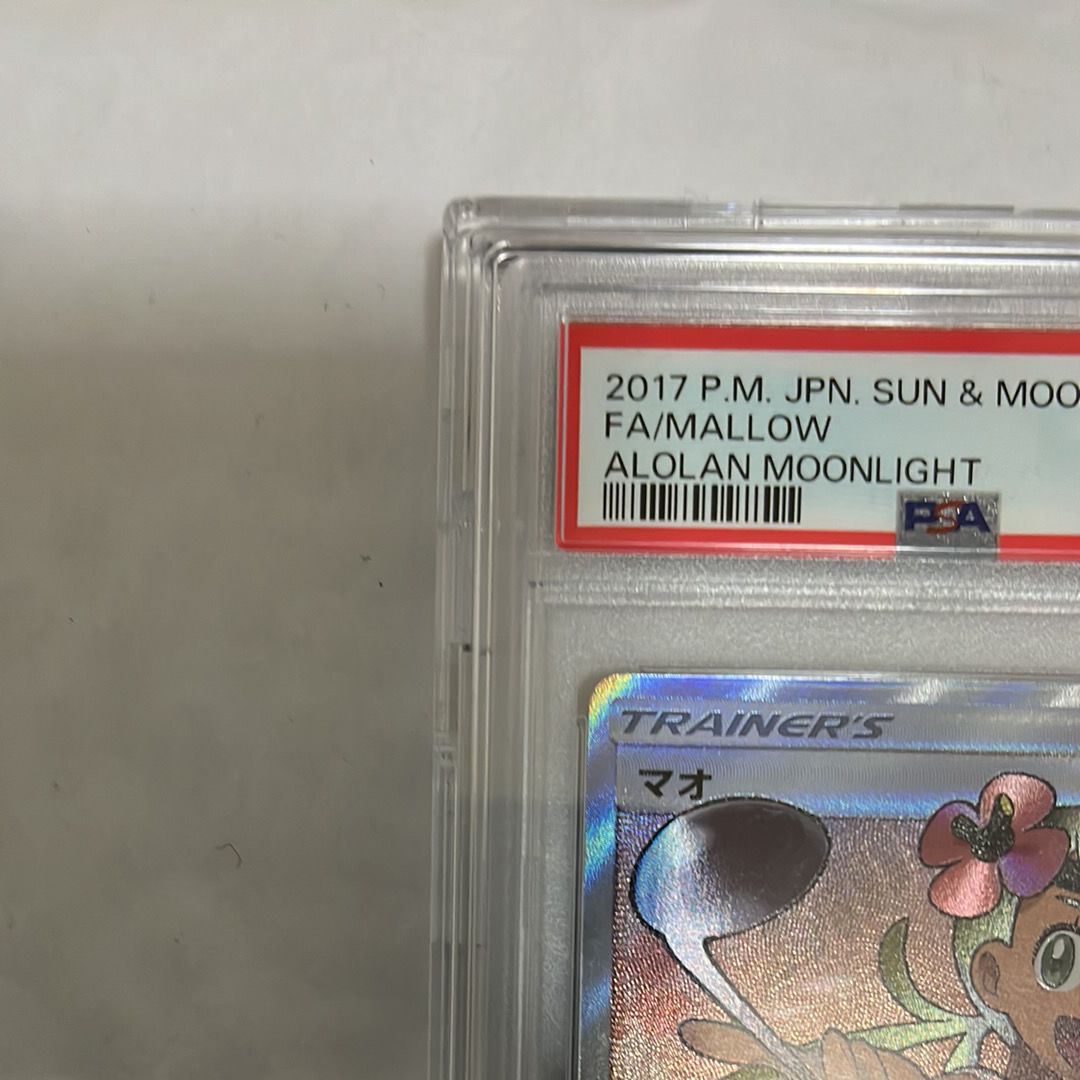 2017 P.M. JPN. SUN & MOO
FA/MALLOW
ALOLAN MOONLIGHT
PSA
TRAINER'S
マオ